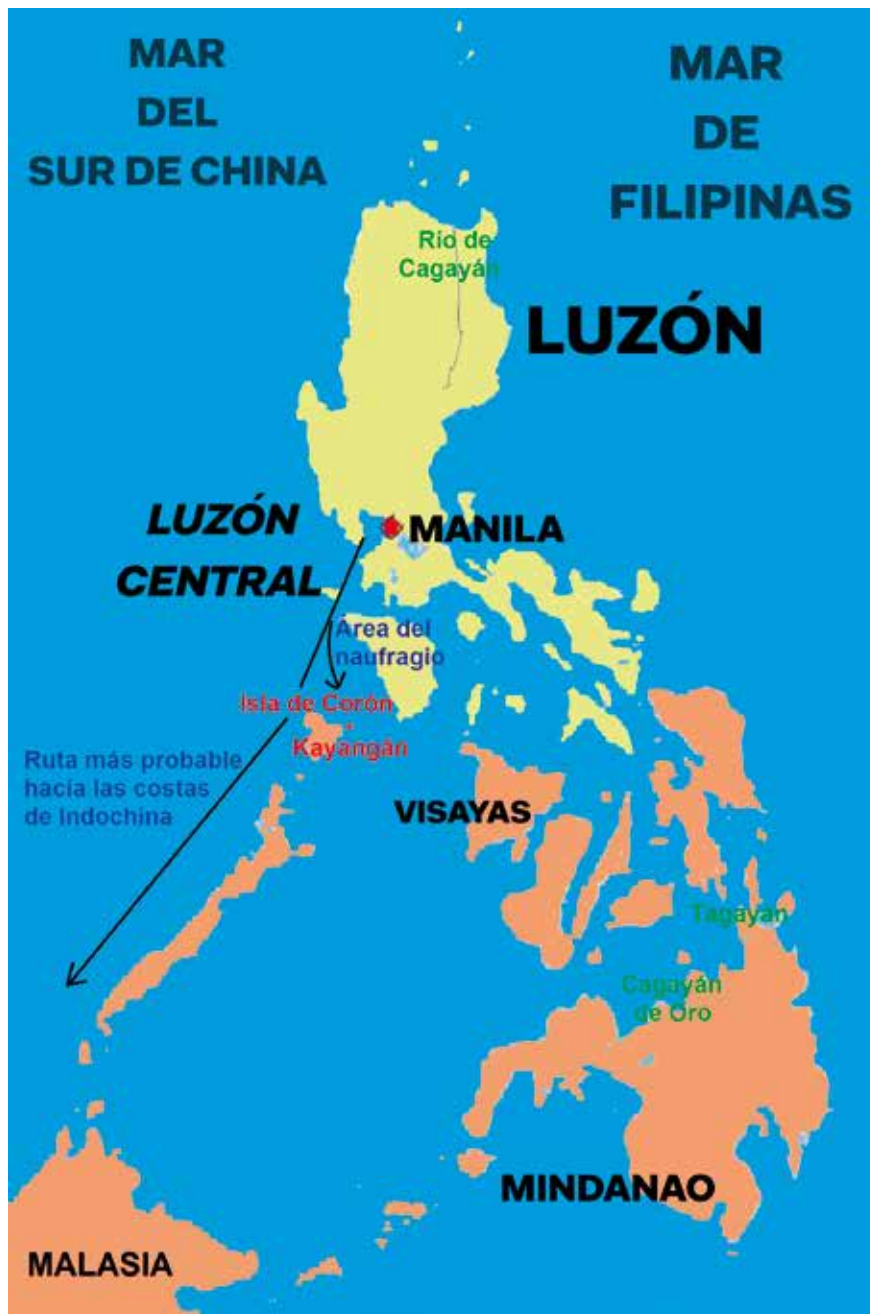 MAR
DEL
SUR DE CHINA
MAR
DE
FILIPINAS
Río de
Cagayán
LUZÓN
LUZÓN
CENTRAL
MANILA
Área del
naufragio
Isla de Corón
Kayangán
Ruta más probable
hacía las costas
de Indochina
VISAYAS
Tagayán
Cagayán
de Oro
MINDANAO
MALASIA